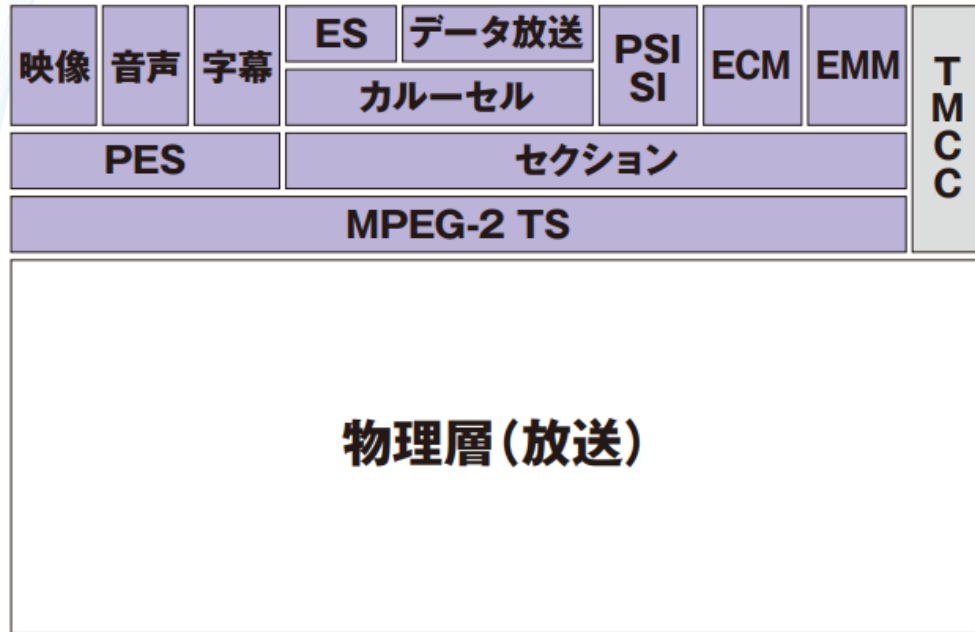 映像
音声
字幕
ES
データ放送
カルーセル
PSI
SI
ECM
EMM
TMCC
PES
セクション
MPEG-2 TS
物理層(放送)